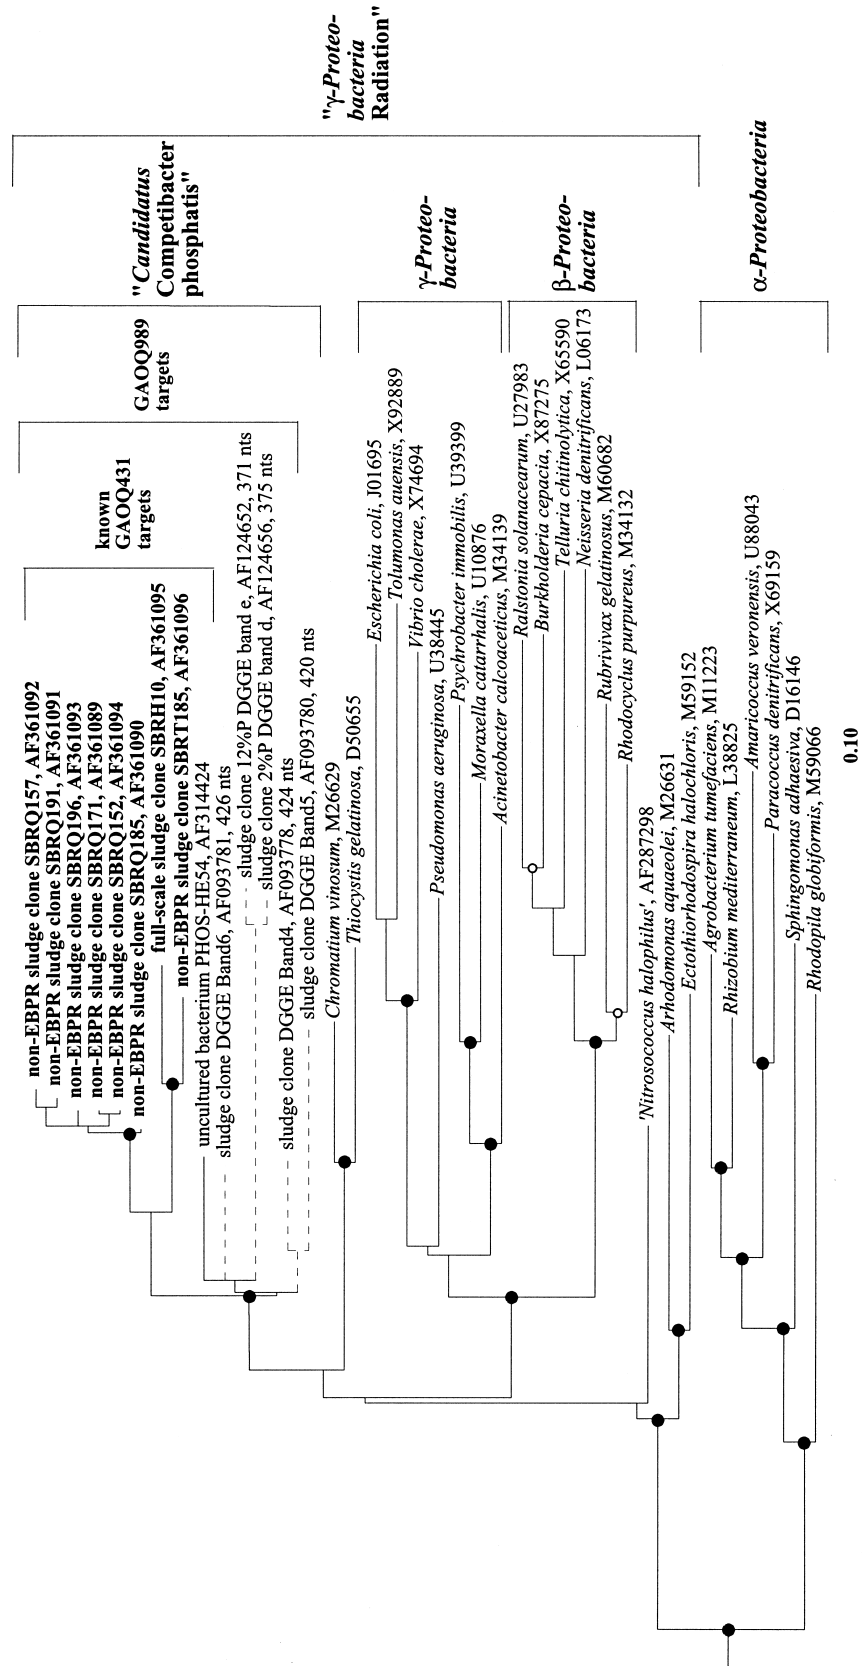 non-EBPR sludge clone SBRQ157, AF361092
non-EBPR sludge clone SBRQ191, AF361091
non-EBPR sludge clone SBRQ196, AF361093
non-EBPR sludge clone SBRQ171, AF361089
non-EBPR sludge clone SBRQ152, AF361094
non-EBPR sludge clone SBRQ185, AF361090
full-scale sludge clone SBRH10, AF361095
non-EBPR sludge clone SBRT185, AF361096
uncultured bacterium PHOS-HE54, AF314424
sludge clone DGGE Band6, AF093781, 426 nts
sludge clone 12%P DGGE band e, AF124652, 371 nts
sludge clone 2%P DGGE band d, AF124656, 375 nts
sludge clone DGGE Band4, AF093778, 424 nts
sludge clone DGGE Band5, AF093780, 420 nts
Chromatium vinosum, M26629
Thiocystis gelatinosa, D50655
Escherichia coli, J01695
Tolumonas auensis, X92889
Vibrio cholerae, X74694
Pseudomonas aeruginosa, U38445
Psychrobacter immobilis, U39399
Moraxella catarrhalis, U10876
Acinetobacter calcoaceticus, M34139
Ralstonia solanacearum, U27983
Burkholderia cepacia, X87275
Telluria chitinolytica, X65590
Neisseria denitrificans, L06173
Rubrivivax gelatinosus, M60682
Rhodocyclus purpureus, M34132
'Nitrosococcus halophilus', AF287298
Arhodomonas aquaeolei, M26631
Ectothiorhodospira halochloris, M59152
Agrobacterium tumefaciens, M11223
Rhizobium mediterraneum, L38825
Amaricoccus veronensis, U88043
Paracoccus denitrificans, X69159
Sphingomonas adhaesiva, D16146
Rhodopila globiformis, M59066
known
GAOQ431
targets
GAOQ989
targets
"Candidatus
Competibacter
phosphatis"
γ-Proteo-
bacteria
β-Proteo-
bacteria
α-Proteobacteria
"γ-Proteo-
bacteria
Radiation"
0.10